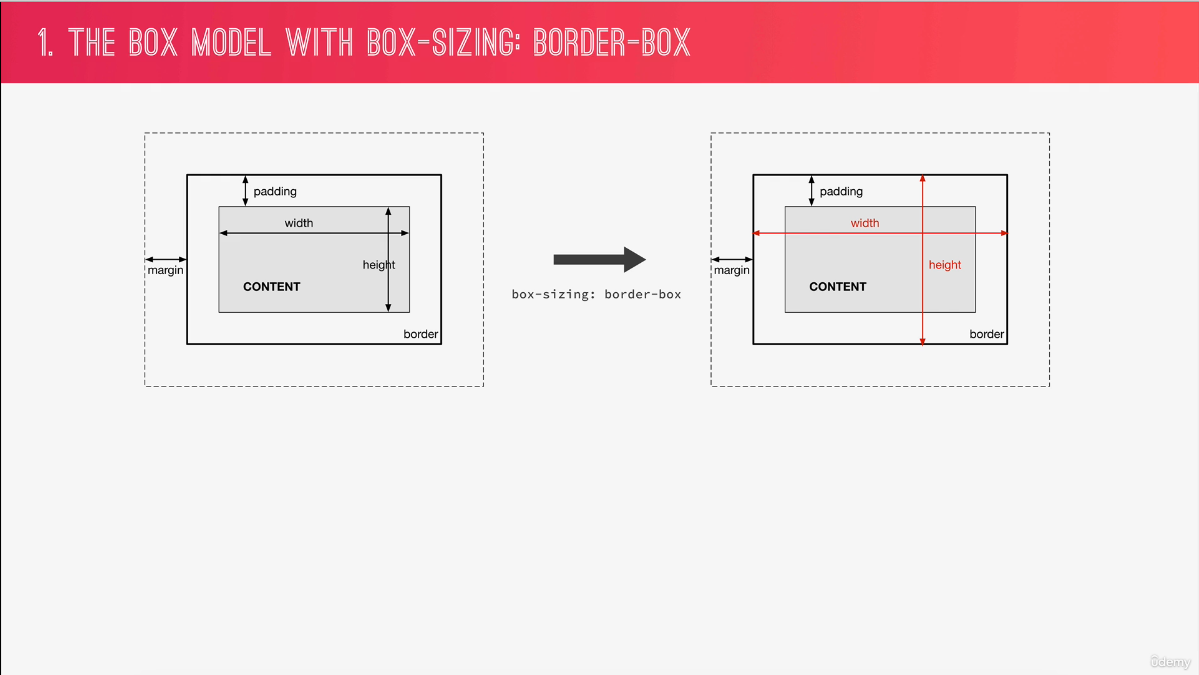 1. THE BOX MODEL WITH BOX-SIZING: BORDER-BOX
padding
width
margin
height
CONTENT
border
box-sizing: border-box
padding
width
margin
height
CONTENT
border
ûdemy